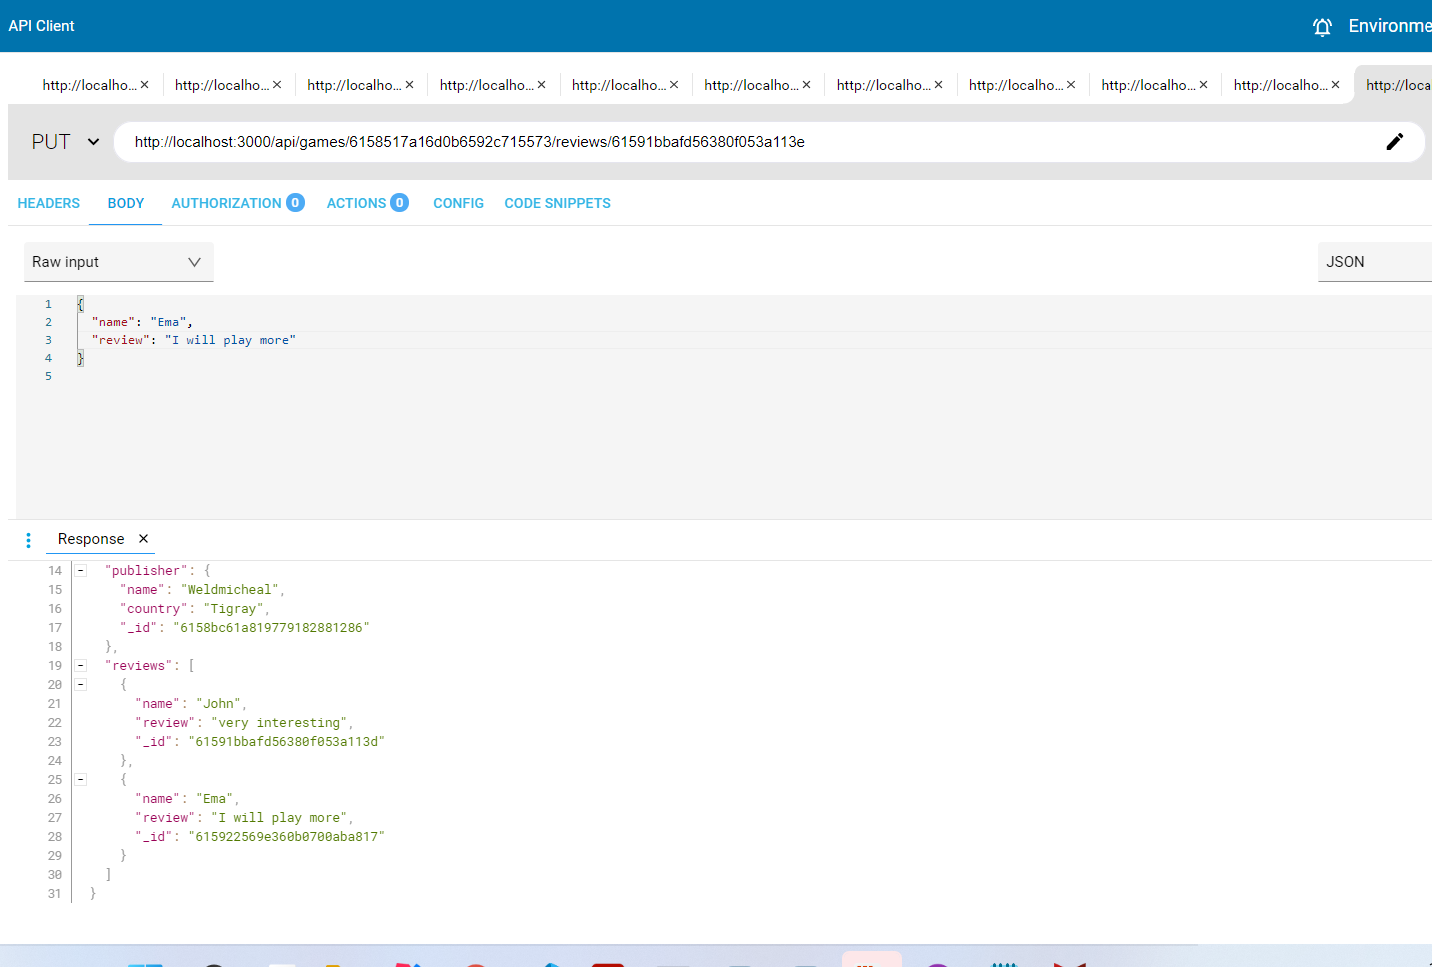 API Client
Environme
http://localho... × http://localho... × http://localho... × http://localho... × http://localho... × http://localho... × http://localho... × http://localho... × http://localho... × http://localho... × http://loca
PUT http://localhost:3000/api/games/6158517a16d0b6592c715573/reviews/61591bbafd56380f053a113e
HEADERS BODY AUTHORIZATION 0 ACTIONS 0 CONFIG CODE SNIPPETS
Raw input JSON
1 {
2 "name": "Ema",
3 "review": "I will play more"
4 }
5
Response ×
14 - "publisher": {
15 "name": "Weldmicheal",
16 "country": "Tigray",
17 "_id": "6158bc61a819779182881286"
18 },
19 - "reviews": [
20 - {
21 "name": "John",
22 "review": "very interesting",
23 "_id": "61591bbafd56380f053a113d"
24 },
25 - {
26 "name": "Ema",
27 "review": "I will play more",
28 "_id": "615922569e360b0700aba817"
29 }
30 ]
31 }